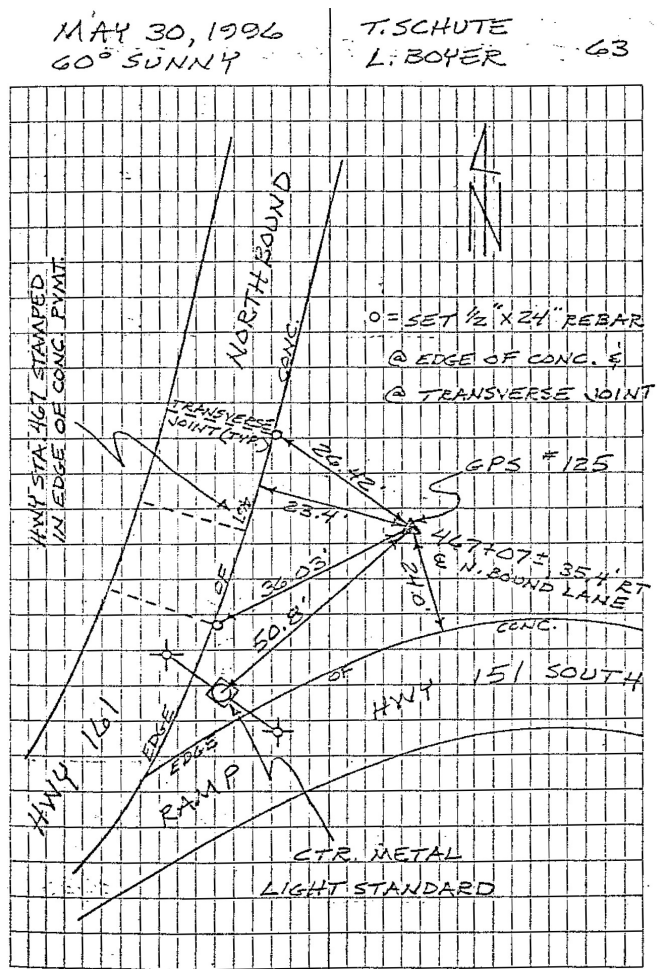 MAY 30, 1996
60° SUNNY
T. SCHUTE
L. BOYER
63
HWY STA. 467 STAMPED
IN EDGE OF CONC. PVMT.
NORTHBOUND
CONC.
o = SET 1/2" X 24" REBAR
@ EDGE OF CONC. &
@ TRANSVERSE JOINT
TRANSVERSE
JOINT (TYP.)
26.42'
GPS #125
467
23.4'
467+07±, 35.4' RT
℄ N. BOUND LANE
OF
36.03'
24.0'
50.8'
CONC.
OF
HWY 151 SOUTH
EDGE
EDGE
HWY 161
RAMP
CTR. METAL
LIGHT STANDARD